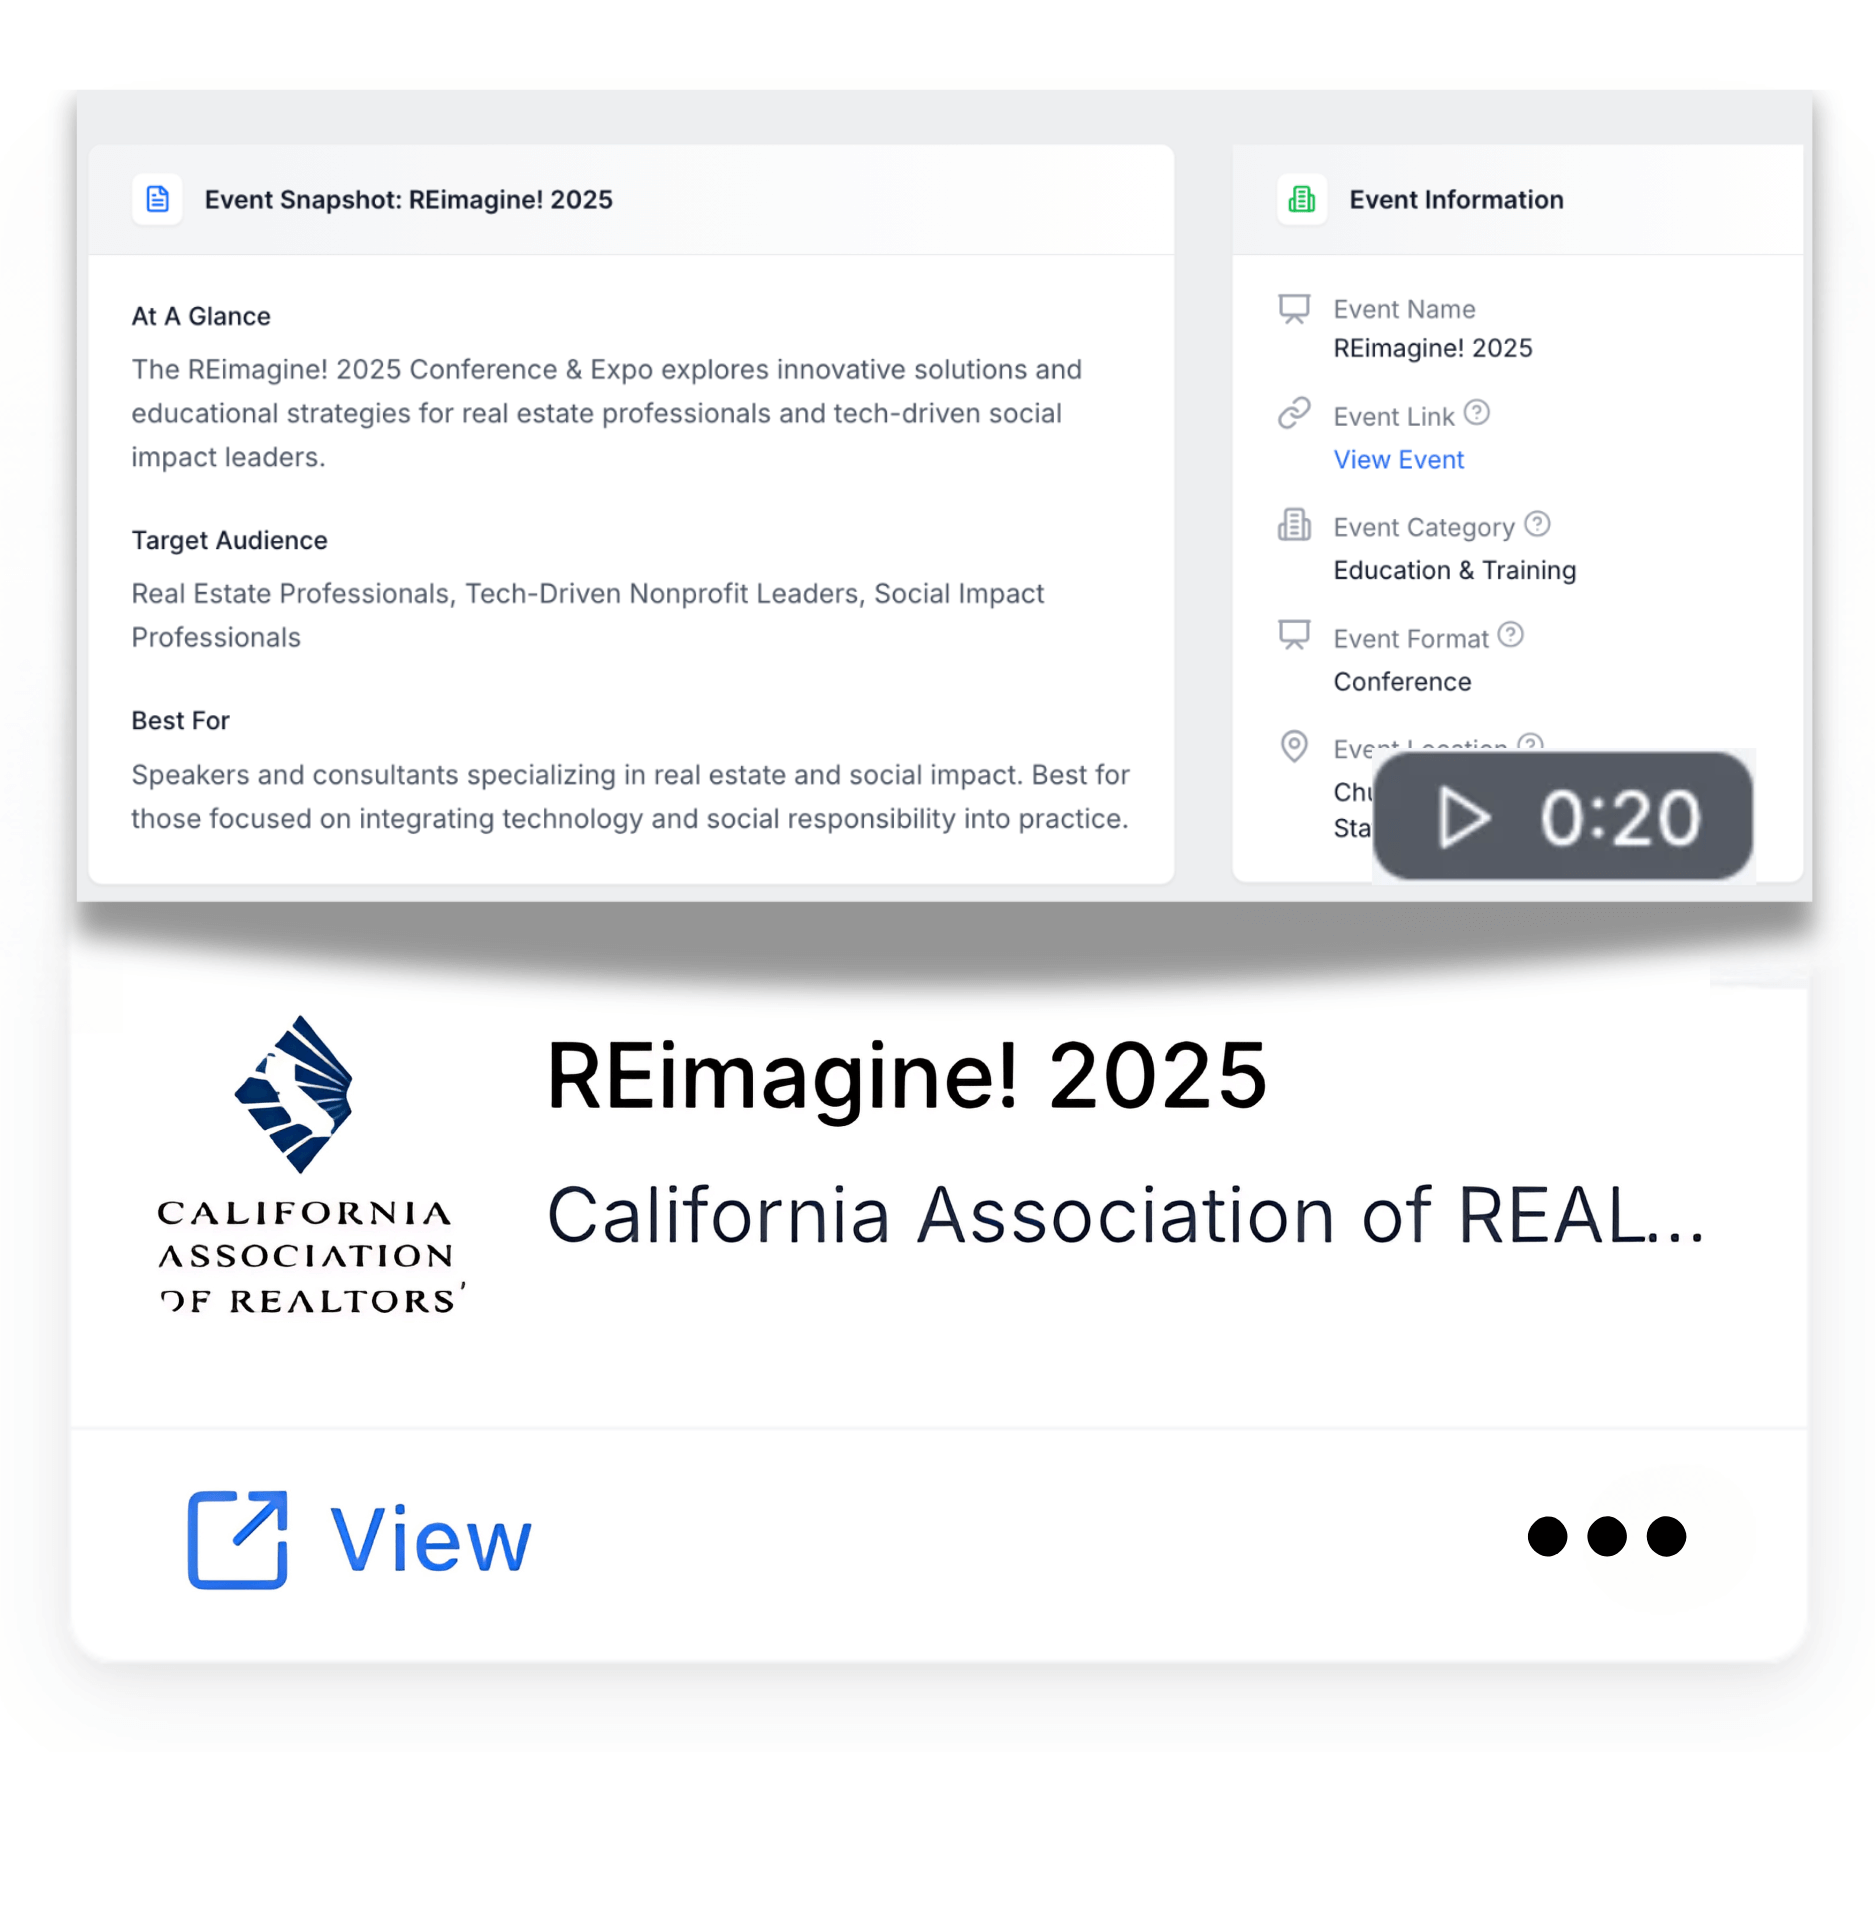 Event Snapshot: REimagine! 2025
At A Glance
The REimagine! 2025 Conference & Expo explores innovative solutions and
educational strategies for real estate professionals and tech-driven social
impact leaders.
Target Audience
Real Estate Professionals, Tech-Driven Nonprofit Leaders, Social Impact
Professionals
Best For
Speakers and consultants specializing in real estate and social impact. Best for
those focused on integrating technology and social responsibility into practice.
Event Information
Event Name
REimagine! 2025
Event Link
View Event
Event Category
Education & Training
Event Format
Conference
Event Location
0:20
CALIFORNIA
ASSOCIATION
OF REALTORS'
REimagine! 2025
California Association of REAL...
View